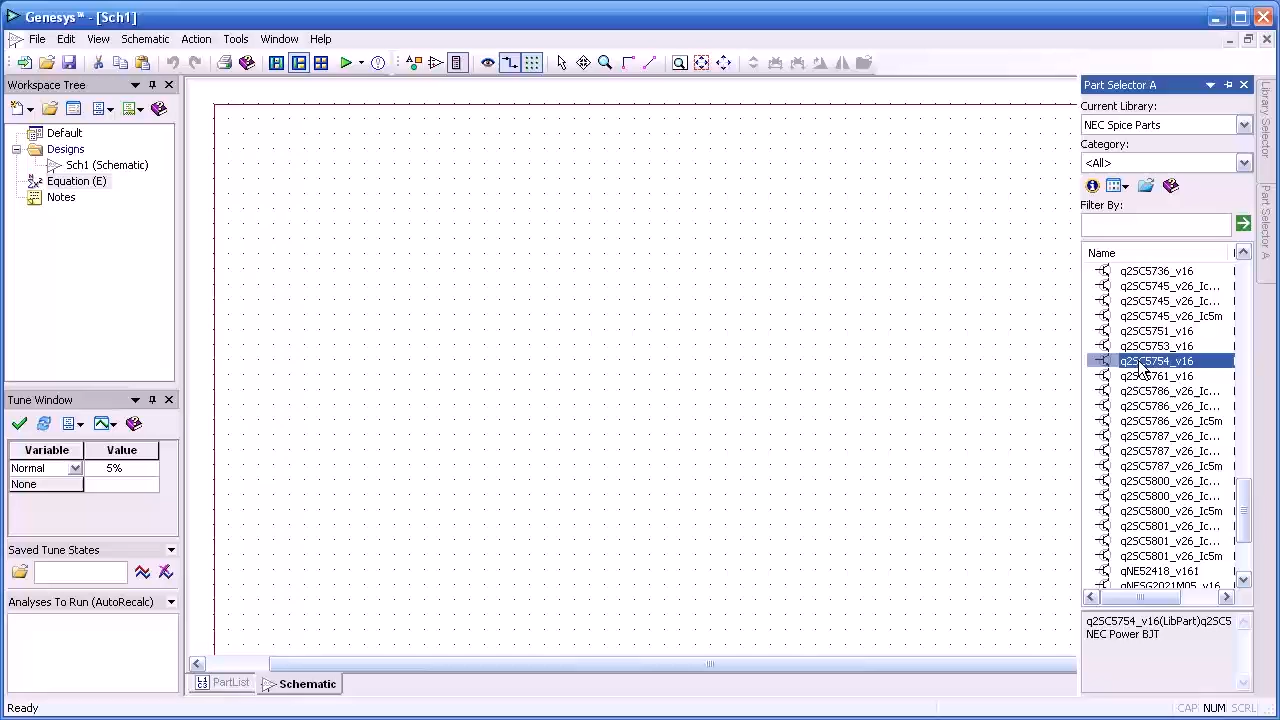 Genesys™ - [Sch1]
File Edit View Schematic Action Tools Window Help
Workspace Tree
Default
Designs
Sch1 (Schematic)
Equation (E)
Notes
Tune Window
Variable Value
Normal 5%
None
Saved Tune States
Analyses To Run (AutoRecalc)
PartList
Schematic
Part Selector A
Current Library:
NEC Spice Parts
Category:
<All>
Filter By:
Name
q2SC5736_v16
q2SC5745_v26_Ic...
q2SC5745_v26_Ic...
q2SC5745_v26_Ic5m
q2SC5751_v16
q2SC5753_v16
q2SC5754_v16
q2SC5761_v16
q2SC5786_v26_Ic...
q2SC5786_v26_Ic...
q2SC5786_v26_Ic5m
q2SC5787_v26_Ic...
q2SC5787_v26_Ic...
q2SC5787_v26_Ic5m
q2SC5800_v26_Ic...
q2SC5800_v26_Ic...
q2SC5800_v26_Ic5m
q2SC5801_v26_Ic...
q2SC5801_v26_Ic...
q2SC5801_v26_Ic5m
qNE52418_v161
qNESG2021M05_v16
q2SC5754_v16(LibPart)q2SC5
NEC Power BJT
Library Selector
Part Selector A
Ready
CAP NUM SCRL